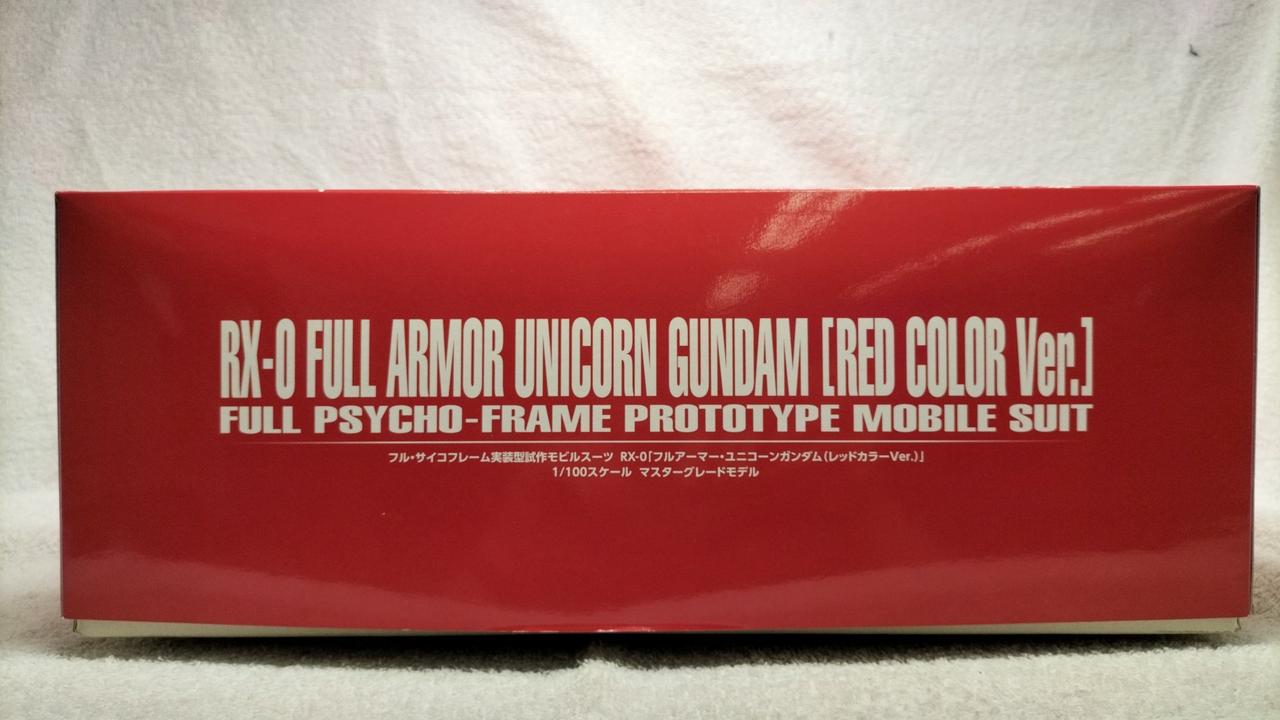 RX-0 FULL ARMOR UNICORN GUNDAM [RED COLOR Ver.]
FULL PSYCHO-FRAME PROTOTYPE MOBILE SUIT
フル・サイコフレーム実装型試作モビルスーツ RX-0「フルアーマー・ユニコーンガンダム(レッドカラーVer.)」
1/100スケール マスターグレードモデル